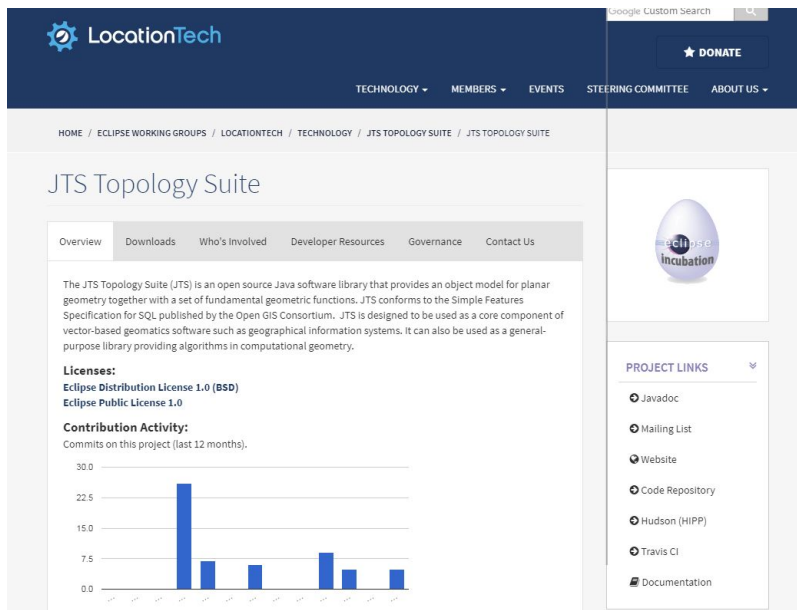 LocationTech
Google Custom Search
DONATE
TECHNOLOGY
MEMBERS
EVENTS
STEERING COMMITTEE
ABOUT US
HOME / ECLIPSE WORKING GROUPS / LOCATIONTECH / TECHNOLOGY / JTS TOPOLOGY SUITE / JTS TOPOLOGY SUITE
JTS Topology Suite
Overview
Downloads
Who's Involved
Developer Resources
Governance
Contact Us
The JTS Topology Suite (JTS) is an open source Java software library that provides an object model for planar
geometry together with a set of fundamental geometric functions. JTS conforms to the Simple Features
Specification for SQL published by the Open GIS Consortium. JTS is designed to be used as a core component of
vector-based geomatics software such as geographical information systems. It can also be used as a general-
purpose library providing algorithms in computational geometry.
Licenses:
Eclipse Distribution License 1.0 (BSD)
Eclipse Public License 1.0
Contribution Activity:
Commits on this project (last 12 months).
30.0
22.5
15.0
7.5
0.0
... ... ... ... ... ... ... ... ... ... ... ... ...
eclipse
incubation
PROJECT LINKS
Javadoc
Mailing List
Website
Code Repository
Hudson (HIPP)
Travis CI
Documentation